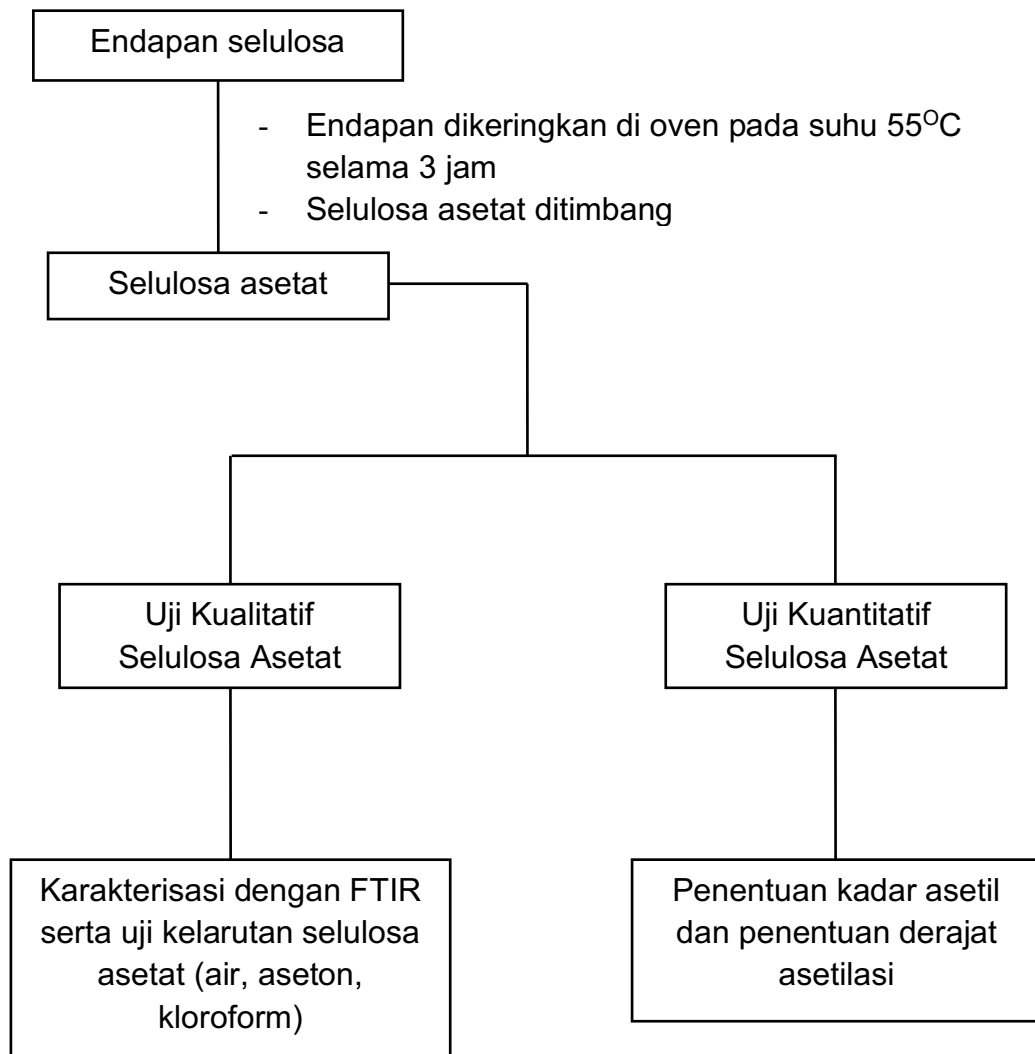 Endapan selulosa
- Endapan dikeringkan di oven pada suhu 55ᴼC
selama 3 jam
- Selulosa asetat ditimbang
Selulosa asetat
Uji Kualitatif
Selulosa Asetat
Uji Kuantitatif
Selulosa Asetat
Karakterisasi dengan FTIR
serta uji kelarutan selulosa
asetat (air, aseton,
kloroform)
Penentuan kadar asetil
dan penentuan derajat
asetilasi